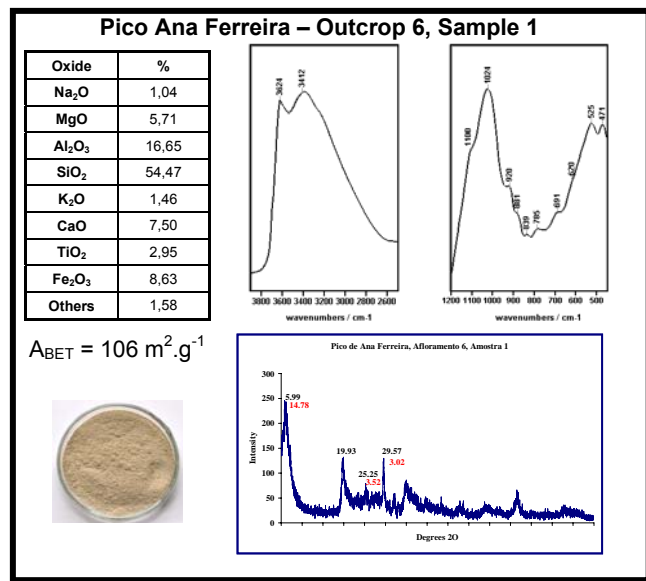 Pico Ana Ferreira – Outcrop 6, Sample 1
Oxide %
Na₂O 1,04
MgO 5,71
Al₂O₃ 16,65
SiO₂ 54,47
K₂O 1,46
CaO 7,50
TiO₂ 2,95
Fe₂O₃ 8,63
Others 1,58
A_BET = 106 m².g⁻¹
3624
3412
3800 3600 3400 3200 3000 2800 2600
wavenumbers / cm-1
1100
1024
920
881
839
785
691
620
525
471
1200 1100 1000 900 800 700 600 500
wavenumbers / cm-1
Pico de Ana Ferreira, Afloramento 6, Amostra 1
Intensity
300
250
200
150
100
50
0
5.99
14.78
19.93
25.25
3.52
29.57
3.02
Degrees 2O